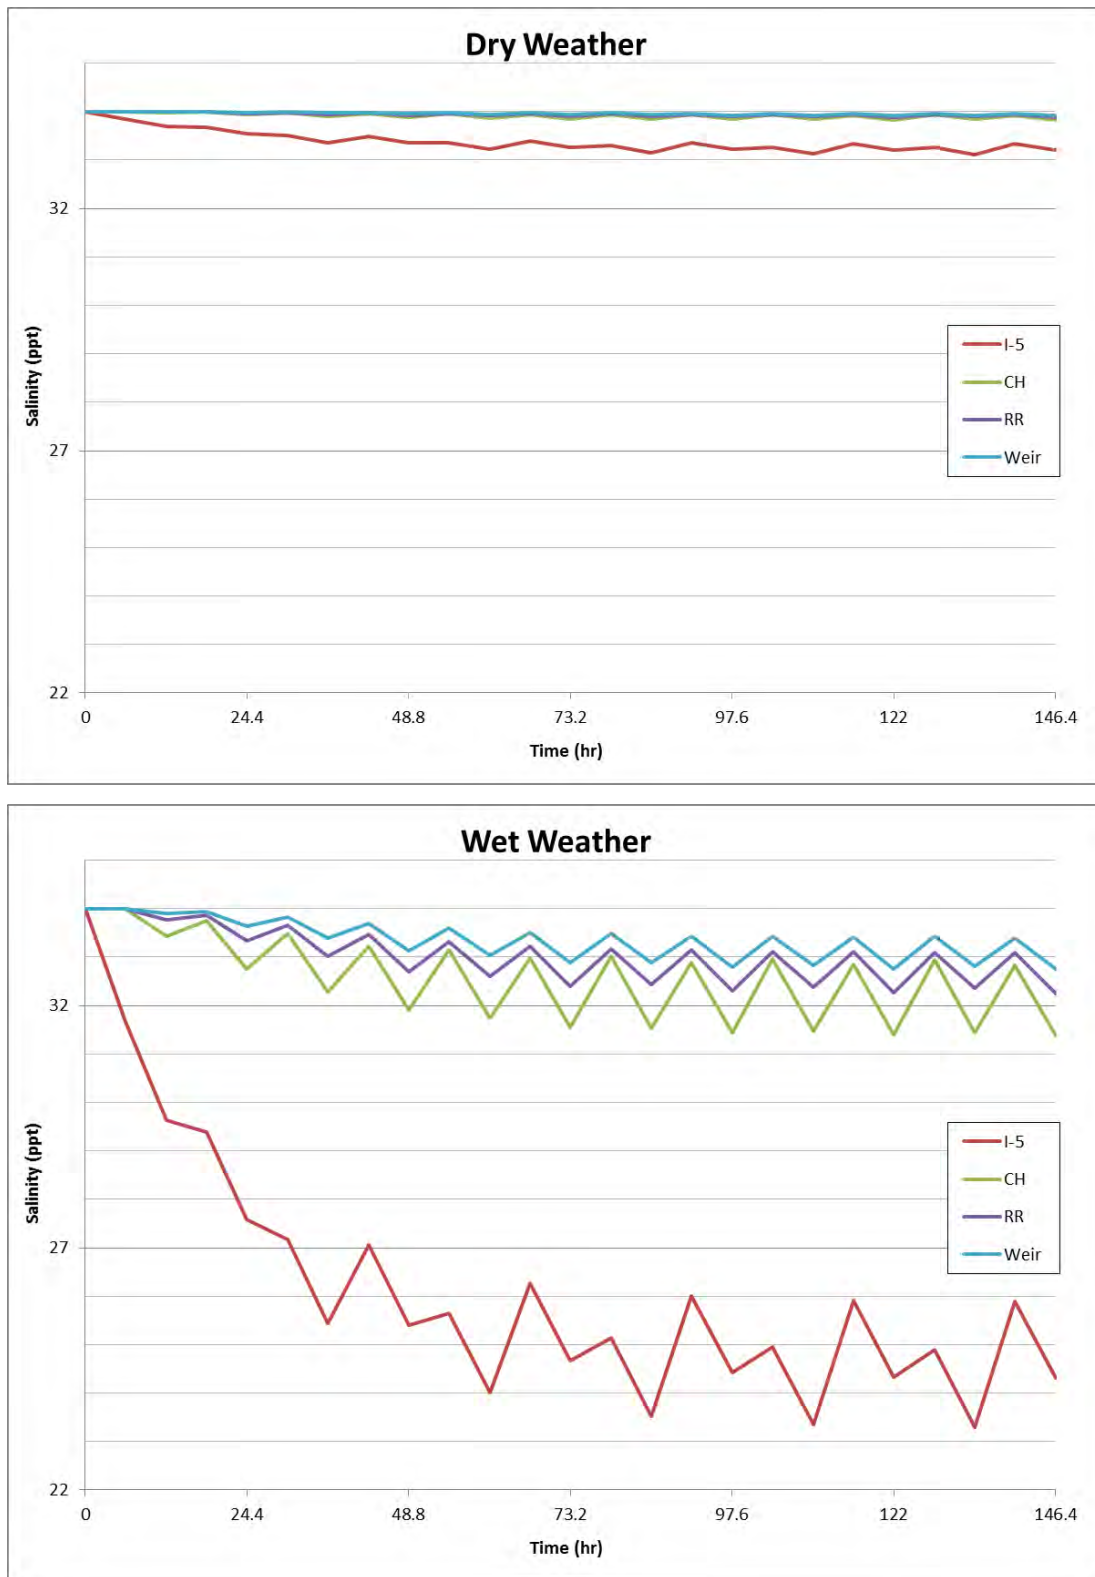 Dry Weather
Salinity (ppt)
32
27
22
0 24.4 48.8 73.2 97.6 122 146.4
Time (hr)
I-5
CH
RR
Weir
Wet Weather
Salinity (ppt)
32
27
22
0 24.4 48.8 73.2 97.6 122 146.4
Time (hr)
I-5
CH
RR
Weir